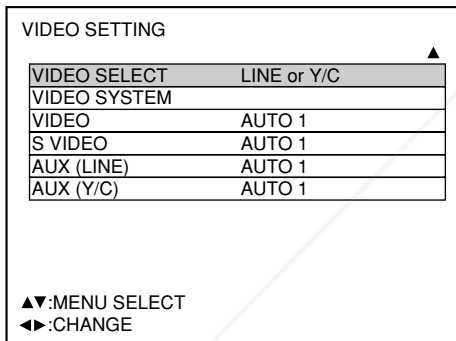 VIDEO SETTING
▲
VIDEO SELECT LINE or Y/C
VIDEO SYSTEM
VIDEO AUTO 1
S VIDEO AUTO 1
AUX (LINE) AUTO 1
AUX (Y/C) AUTO 1
▲▼:MENU SELECT
◀▶:CHANGE